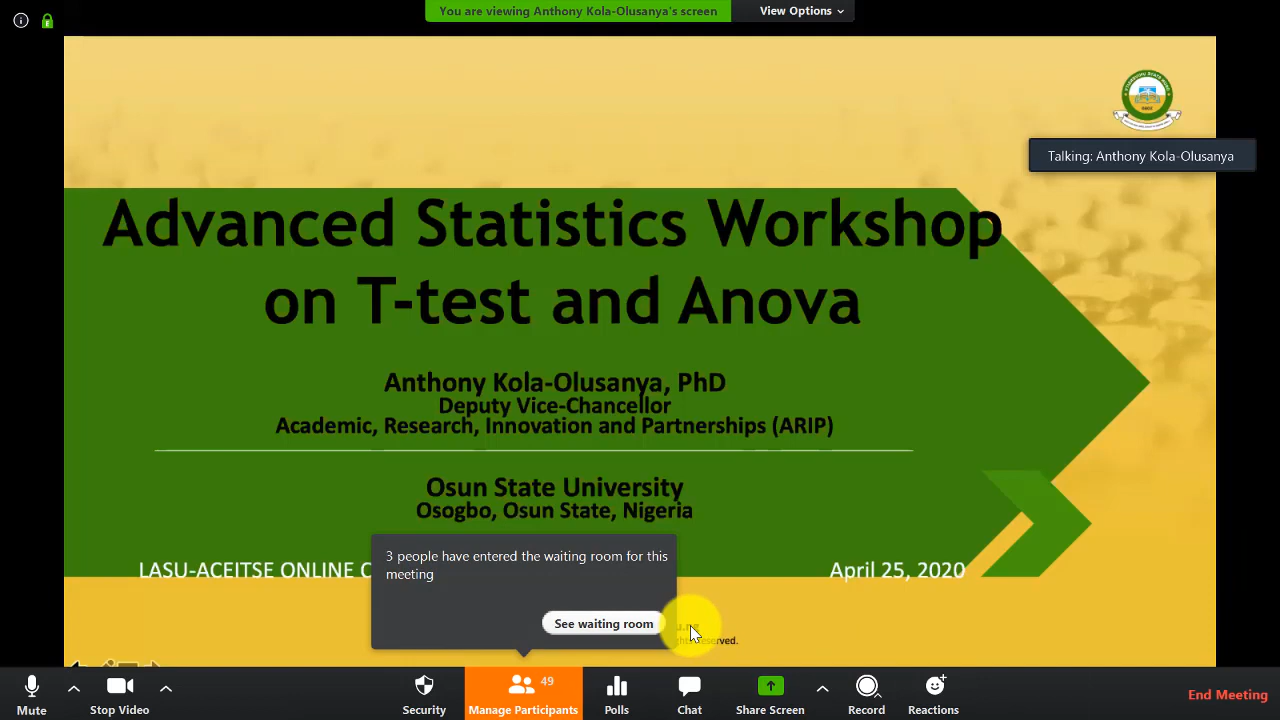 You are viewing Anthony Kola-Olusanya's screen
View Options
Talking: Anthony Kola-Olusanya
Advanced Statistics Workshop
on T-test and Anova
Anthony Kola-Olusanya, PhD
Deputy Vice-Chancellor
Academic, Research, Innovation and Partnerships (ARIP)
Osun State University
Osogbo, Osun State, Nigeria
LASU-ACEITSE ONLINE
April 25, 2020
3 people have entered the waiting room for this
meeting
See waiting room
Mute
Stop Video
Security
49
Manage Participants
Polls
Chat
Share Screen
Record
Reactions
End Meeting